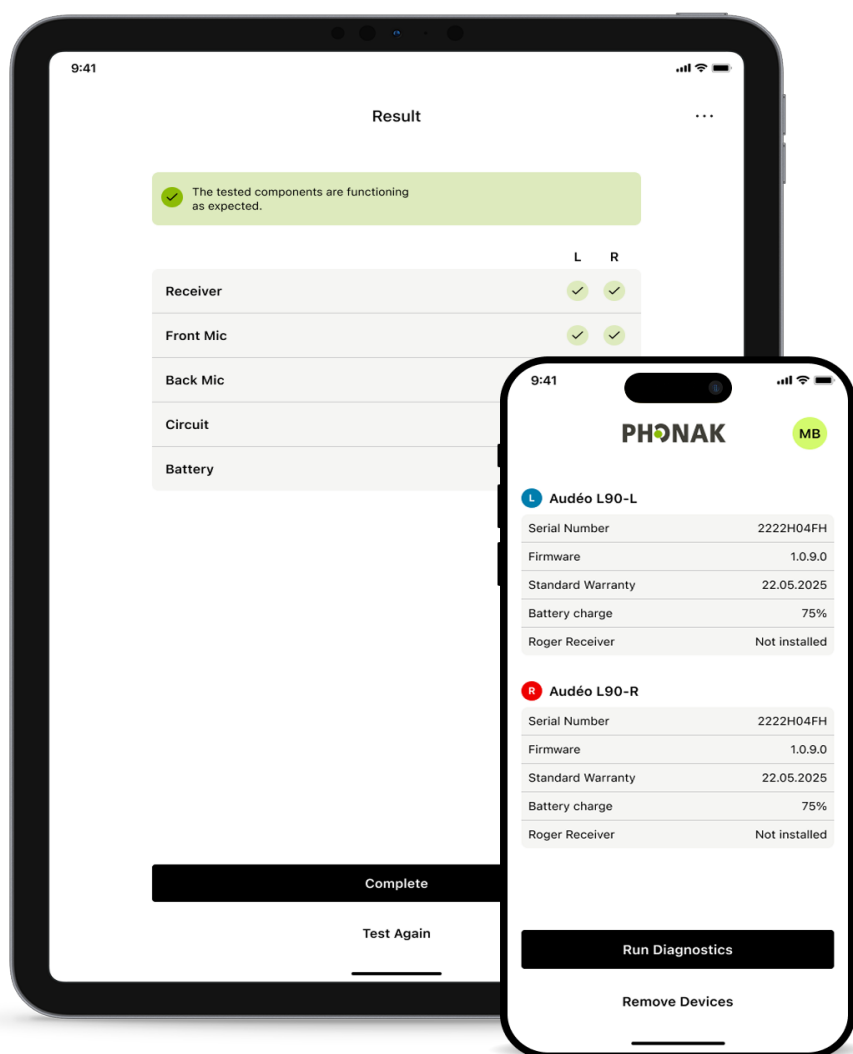 9:41
Result
...
The tested components are functioning
as expected.
L R
Receiver
Front Mic
Back Mic
Circuit
Battery
Complete
Test Again
9:41
PHONAK
MB
L Audéo L90-L
Serial Number 2222H04FH
Firmware 1.0.9.0
Standard Warranty 22.05.2025
Battery charge 75%
Roger Receiver Not installed
R Audéo L90-R
Serial Number 2222H04FH
Firmware 1.0.9.0
Standard Warranty 22.05.2025
Battery charge 75%
Roger Receiver Not installed
Run Diagnostics
Remove Devices